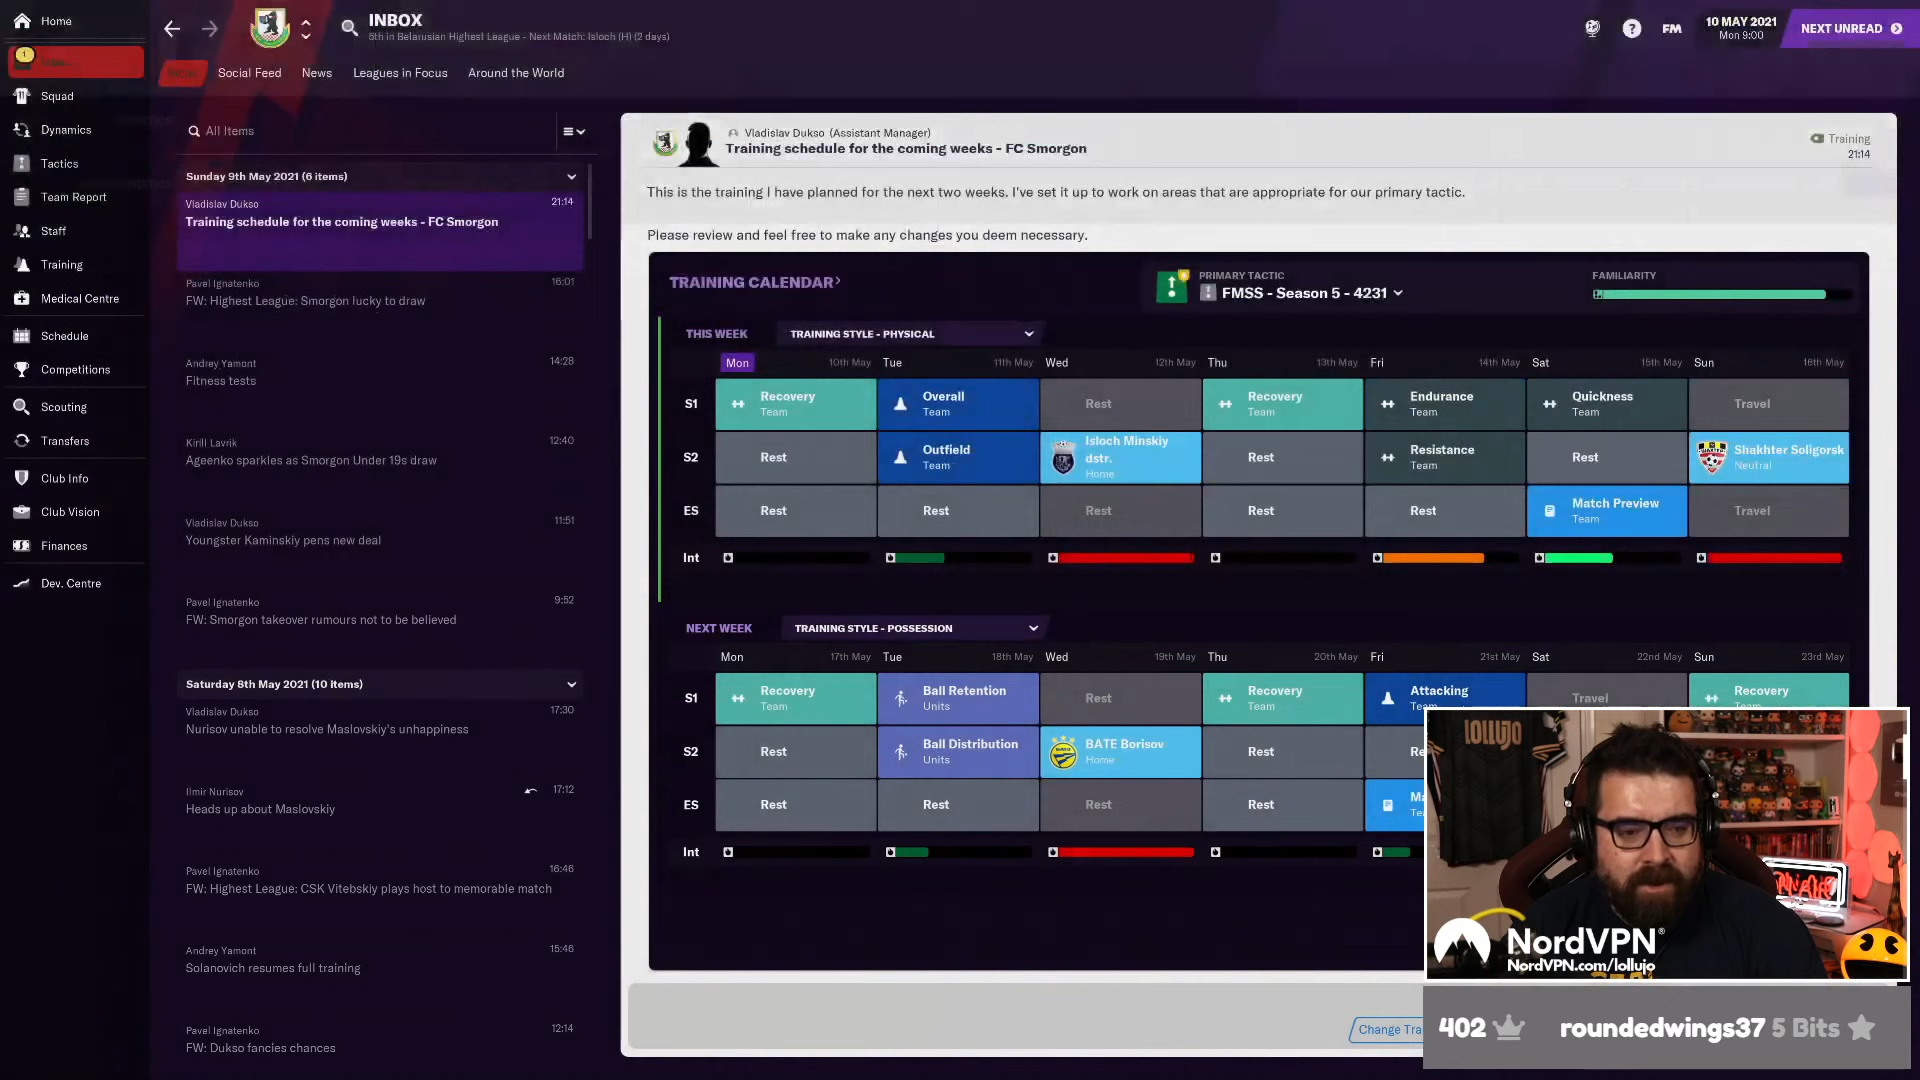 Home
INBOX
5th in Belarusian Highest League - Next Match: Isloch (H) (2 days)
FM
10 MAY 2021
Mon 9:00
NEXT UNREAD
1
Social Feed
News
Leagues in Focus
Around the World
Squad
Dynamics
Tactics
Team Report
Staff
Training
Medical Centre
Schedule
Competitions
Scouting
Transfers
Club Info
Club Vision
Finances
Dev. Centre
All Items
Sunday 9th May 2021 (6 items)
Vladislav Dukso 21:14
Training schedule for the coming weeks - FC Smorgon
Pavel Ignatenko 16:01
FW: Highest League: Smorgon lucky to draw
Andrey Yamont 14:28
Fitness tests
Kirill Lavrik 12:40
Ageenko sparkles as Smorgon Under 19s draw
Vladislav Dukso 11:51
Youngster Kaminskiy pens new deal
Pavel Ignatenko 9:52
FW: Smorgon takeover rumours not to be believed
Saturday 8th May 2021 (10 items)
Vladislav Dukso 17:30
Nurisov unable to resolve Maslovskiy's unhappiness
Ilmir Nurisov 17:12
Heads up about Maslovskiy
Pavel Ignatenko 16:46
FW: Highest League: CSK Vitebskiy plays host to memorable match
Andrey Yamont 15:46
Solanovich resumes full training
Pavel Ignatenko 12:14
FW: Dukso fancies chances
Vladislav Dukso (Assistant Manager)
Training schedule for the coming weeks - FC Smorgon
Training
21:14
This is the training I have planned for the next two weeks. I've set it up to work on areas that are appropriate for our primary tactic.
Please review and feel free to make any changes you deem necessary.
TRAINING CALENDAR
PRIMARY TACTIC
FMSS - Season 5 - 4231
FAMILIARITY
THIS WEEK TRAINING STYLE - PHYSICAL
Mon 10th May Tue 11th May Wed 12th May Thu 13th May Fri 14th May Sat 15th May Sun 16th May
S1 Recovery Team Overall Team Rest Recovery Team Endurance Team Quickness Team Travel
S2 Rest Outfield Team Isloch Minskiy dstr. Home Rest Resistance Team Rest Shakhter Soligorsk Neutral
ES Rest Rest Rest Rest Rest Match Preview Team Travel
Int
NEXT WEEK TRAINING STYLE - POSSESSION
Mon 17th May Tue 18th May Wed 19th May Thu 20th May Fri 21st May Sat 22nd May Sun 23rd May
S1 Recovery Team Ball Retention Units Rest Recovery Team Attacking Team Travel Recovery Team
S2 Rest Ball Distribution Units BATE Borisov Home Rest Re
ES Rest Rest Rest Rest Ma Tea
Int
Change Tra
LOLLUJO
NordVPN®
NordVPN.com/lollujo
402 roundedwings37 5 Bits